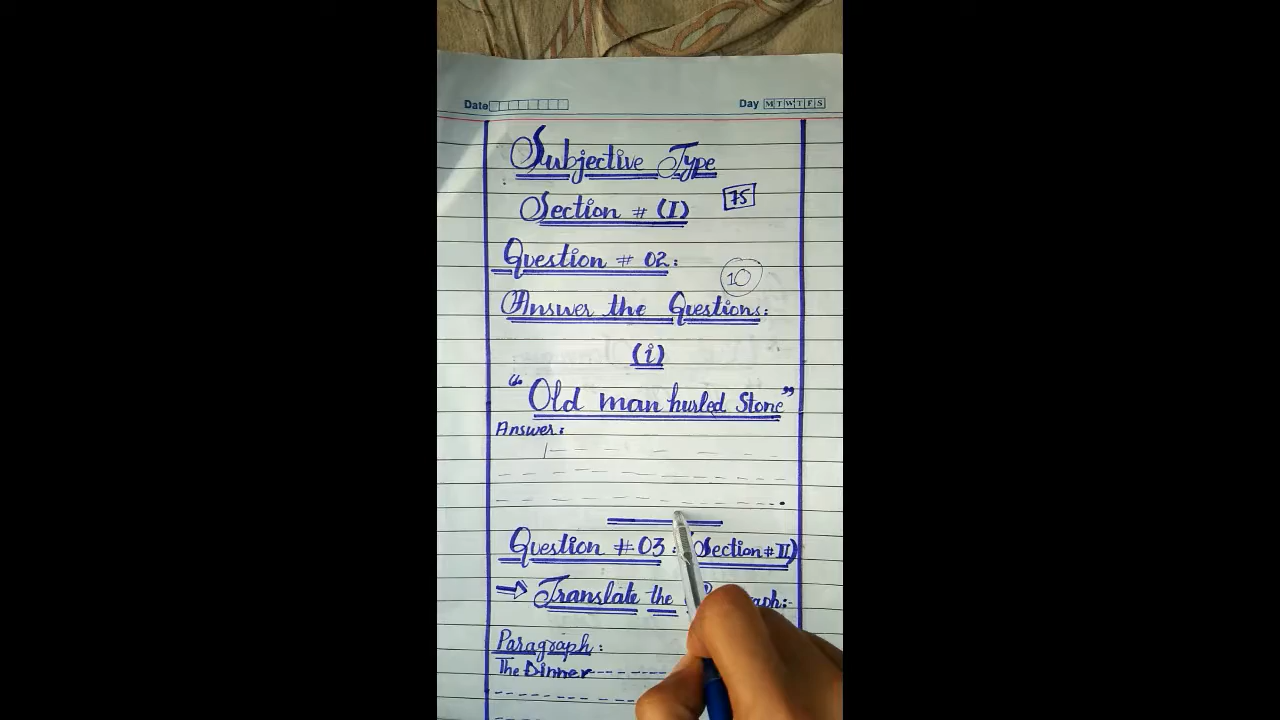 Date
Day M T W T F S
Subjective Type
Section # (I) 75
Question # 02:
10
Answer the Questions:
(i)
"Old man hurled Stone"
Answer:
Question #03: (Section # II)
⇒ Translate the
Paragraph:
The Dinner